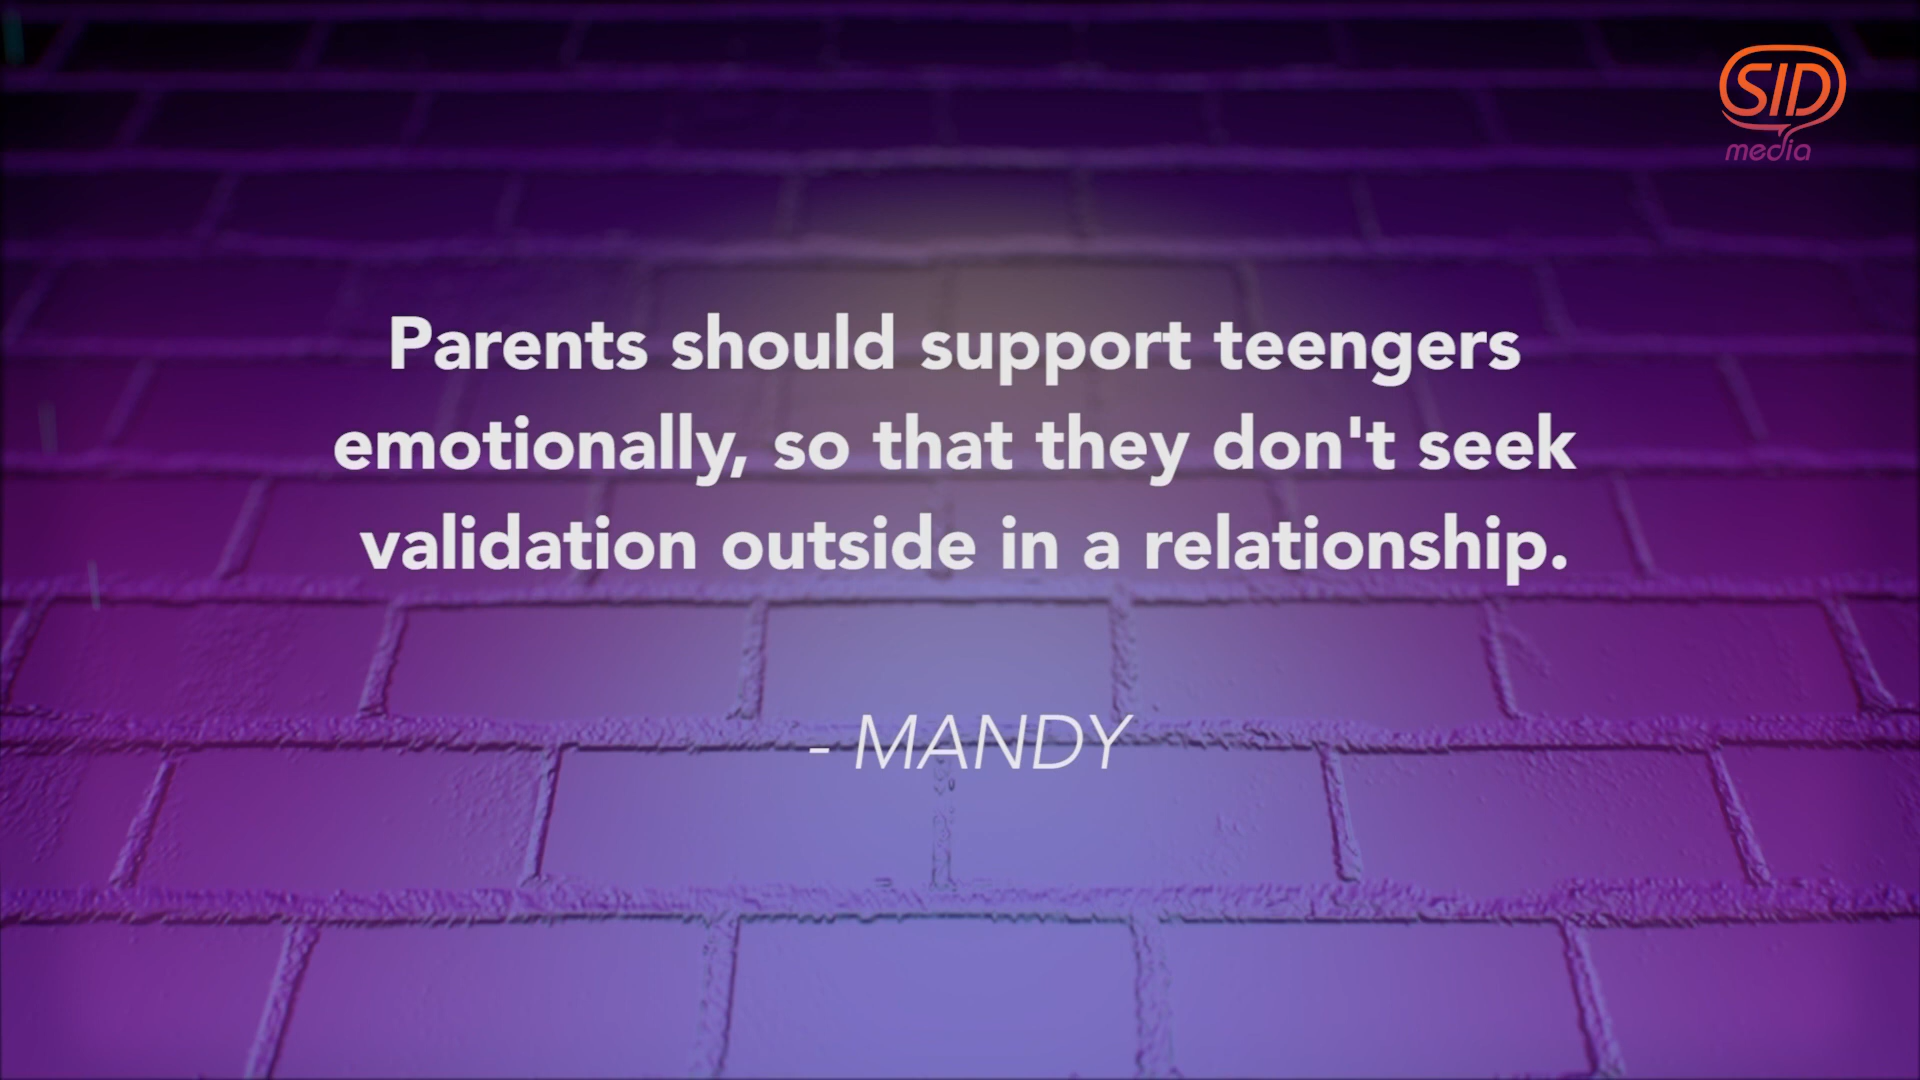 SID
media
Parents should support teengers
emotionally, so that they don't seek
validation outside in a relationship.
- MANDY